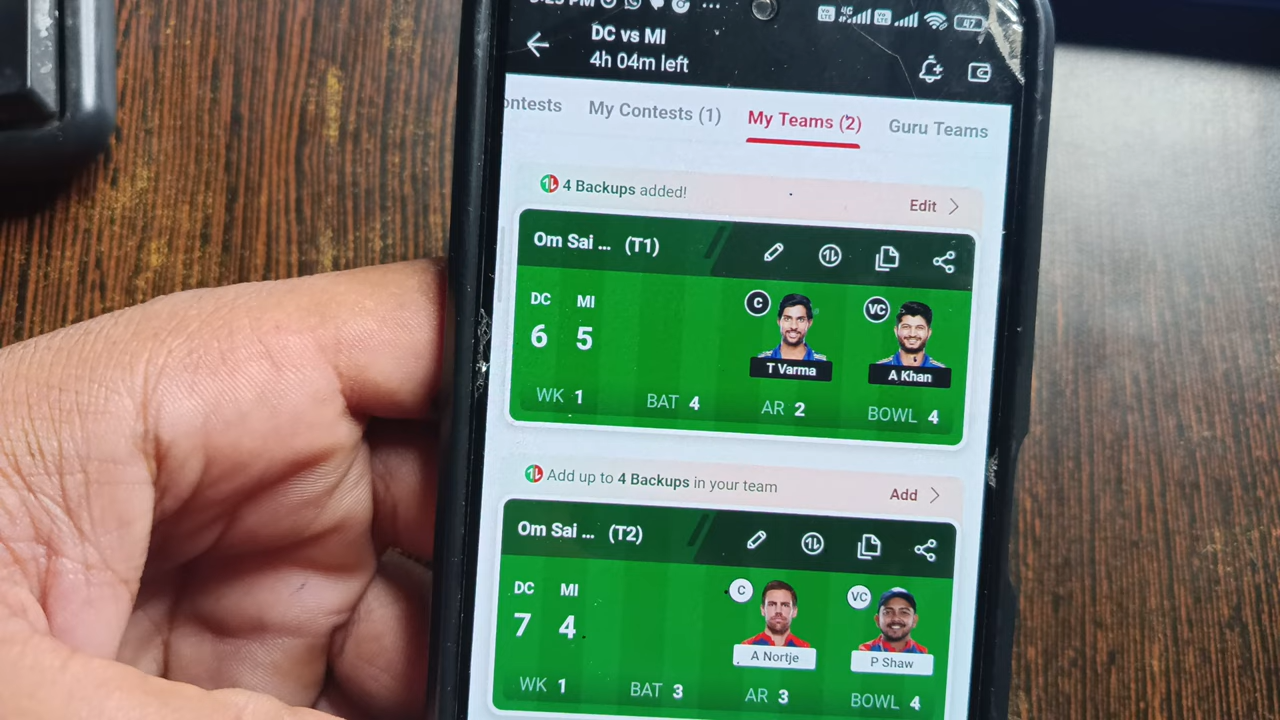 DC vs MI
4h 04m left
47
ontests My Contests (1) My Teams (2) Guru Teams
4 Backups added! Edit
Om Sai ... (T1)
DC MI C VC
6 5
T Varma A Khan
WK 1 BAT 4 AR 2 BOWL 4
Add up to 4 Backups in your team Add
Om Sai ... (T2)
DC MI C VC
7 4
A Nortje P Shaw
WK 1 BAT 3 AR 3 BOWL 4